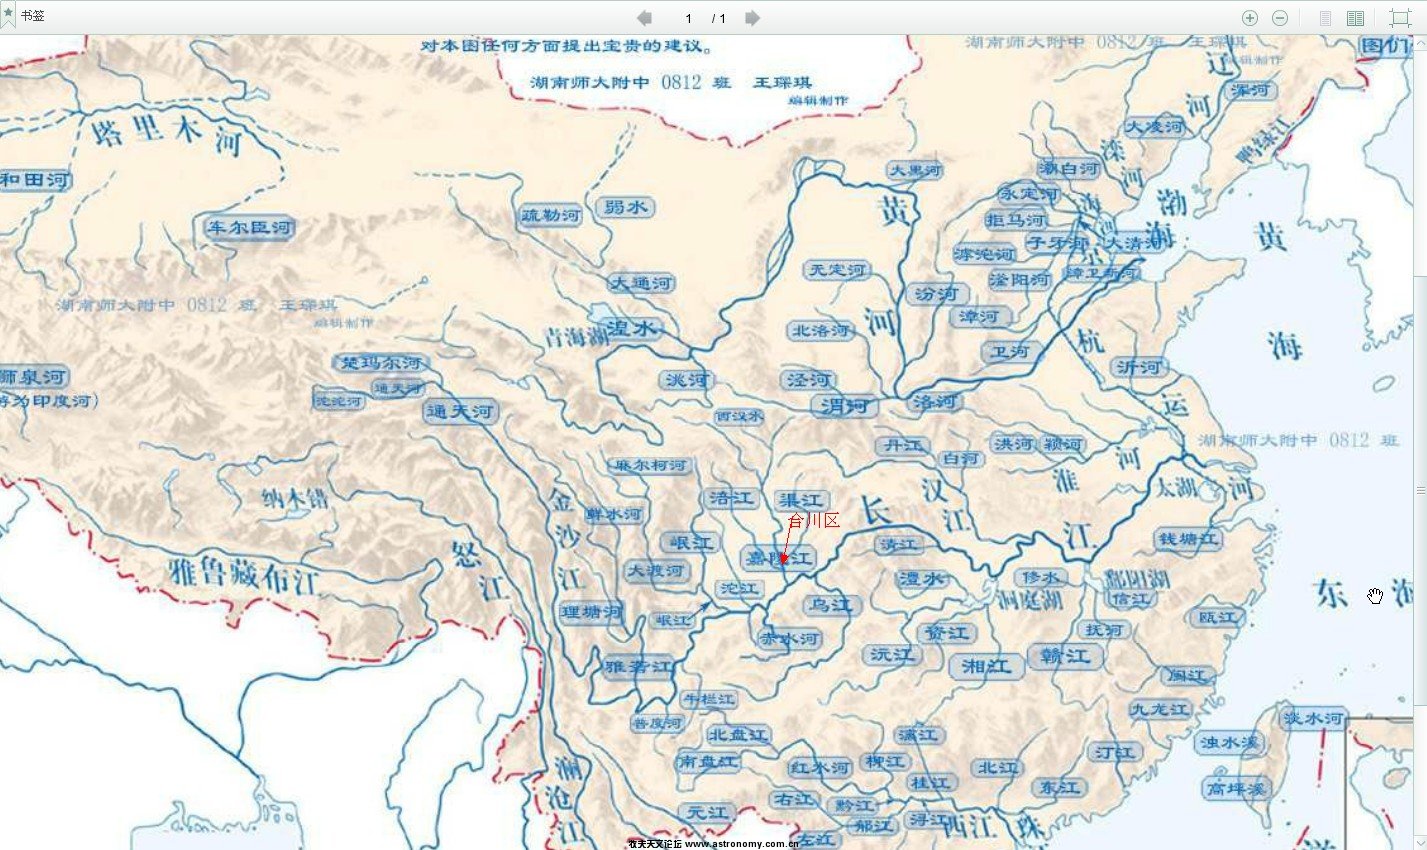 书签
1 / 1
对本图任何方面提出宝贵的建议。
湖南师大附中 0812 班 王琛琪
编辑制作
湖南师大附中 0812 班 王琛琪
编辑制作
图们
辽河
浑河
大凌河
鸭绿江
滦河
塔里木河
和田河
车尔臣河
疏勒河
弱水
大黑河
潮白河
永定河
拒马河
海河
子牙河
大清河
滹沱河
滏阳河
漳卫新河
渤海
黄海
黄河
无定河
汾河
漳河
北洛河
卫河
大通河
湟水
青海湖
湖南师大附中 0812 班 王琛琪
编辑制作
楚玛尔河
通天河
沱沱河
通天河
狮泉河
洮河
泾河
渭河
洛河
西汉水
沂河
京杭运河
丹江
白河
洪河
颍河
淮河
湖南师大附中 0812 班
麻尔柯河
涪江
渠江
合川区
长江
汉江
太湖
纳木错
金沙江
鲜水河
岷江
嘉陵江
清江
钱塘江
怒江
雅鲁藏布江
大渡河
沱江
澧水
修水
鄱阳湖
洞庭湖
信江
东海
理塘河
岷江
乌江
赤水河
资江
抚河
瓯江
雅砻江
沅江
湘江
赣江
闽江
牛栏江
普渡河
九龙江
淡水河
北盘江
漓江
浊水溪
南盘江
红水河
柳江
北江
汀江
澜沧江
桂江
东江
高坪溪
元江
右江
黔江
郁江
浔江
西江
珠
左江
牧夫天文论坛 www.astronomy.com.cn
洋